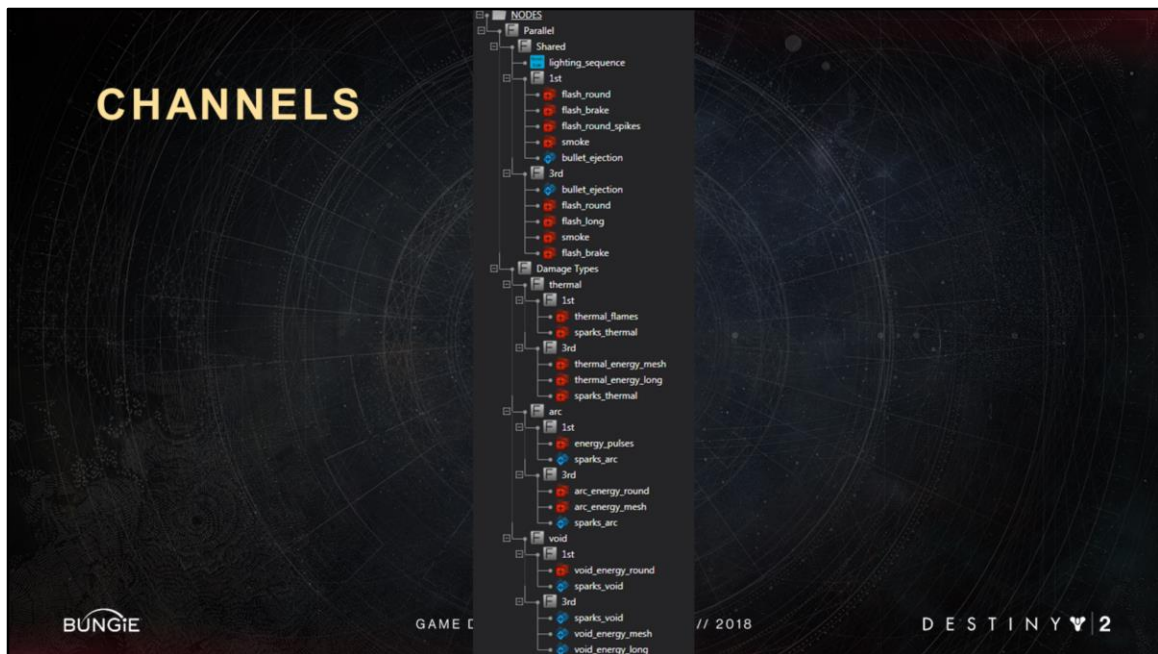 CHANNELS
NODES
Parallel
Shared
lighting_sequence
1st
flash_round
flash_brake
flash_round_spikes
smoke
bullet_ejection
3rd
bullet_ejection
flash_round
flash_long
smoke
flash_brake
Damage Types
thermal
1st
thermal_flames
sparks_thermal
3rd
thermal_energy_mesh
thermal_energy_long
sparks_thermal
arc
1st
energy_pulses
sparks_arc
3rd
arc_energy_round
arc_energy_mesh
sparks_arc
void
1st
void_energy_round
sparks_void
3rd
sparks_void
void_energy_mesh
void_energy_long
BUNGiE
GAME D // 2018
DESTINY 2